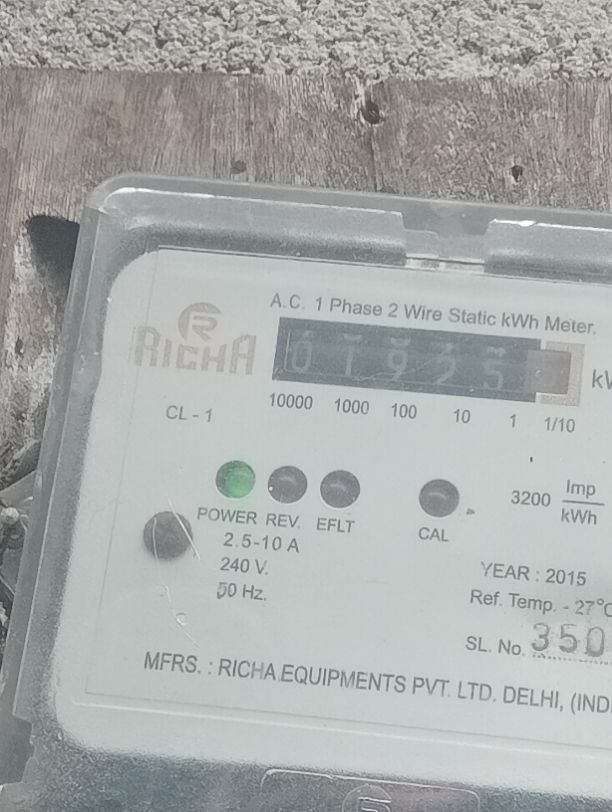 A.C. 1 Phase 2 Wire Static kWh Meter.
RICHA
01925
CL - 1
10000 1000 100 10 1 1/10
3200 Imp
kWh
POWER REV. EFLT CAL
2.5-10 A
240 V.
50 Hz.
YEAR : 2015
Ref. Temp. - 27°C
SL. No. 350
MFRS. : RICHA EQUIPMENTS PVT. LTD. DELHI,